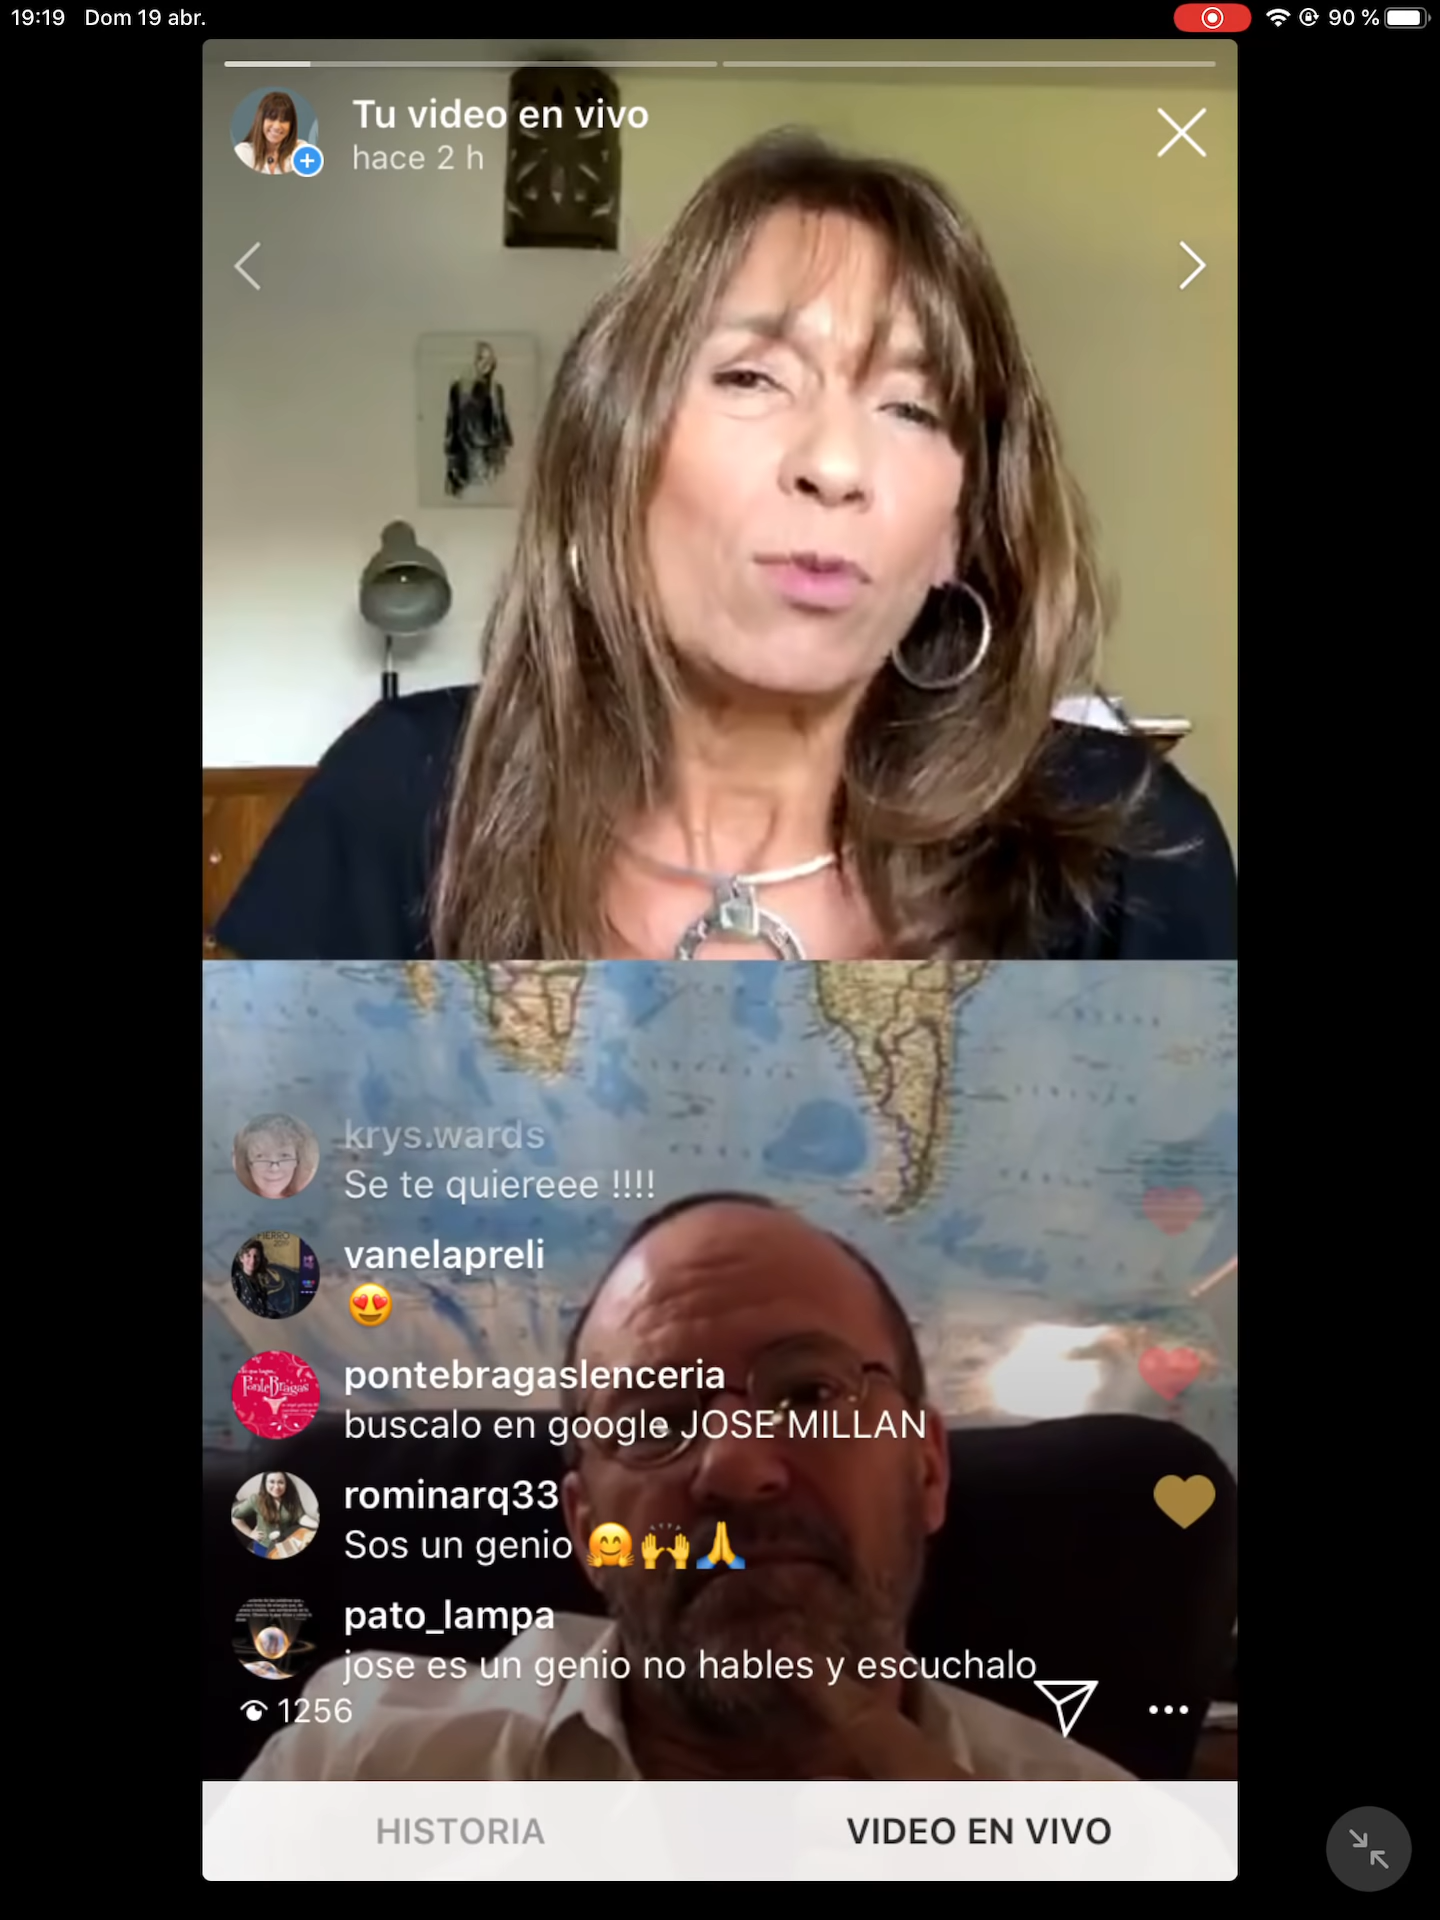 19:19 Dom 19 abr.
90 %
Tu video en vivo
hace 2 h
krys.wards
Se te quiereee !!!!
vanelapreli
😍
PonteBragas
pontebragaslenceria
buscalo en google JOSE MILLAN
rominarq33
Sos un genio 🤗🙌🙏
pato_lampa
jose es un genio no hables y escuchalo
1256
HISTORIA
VIDEO EN VIVO